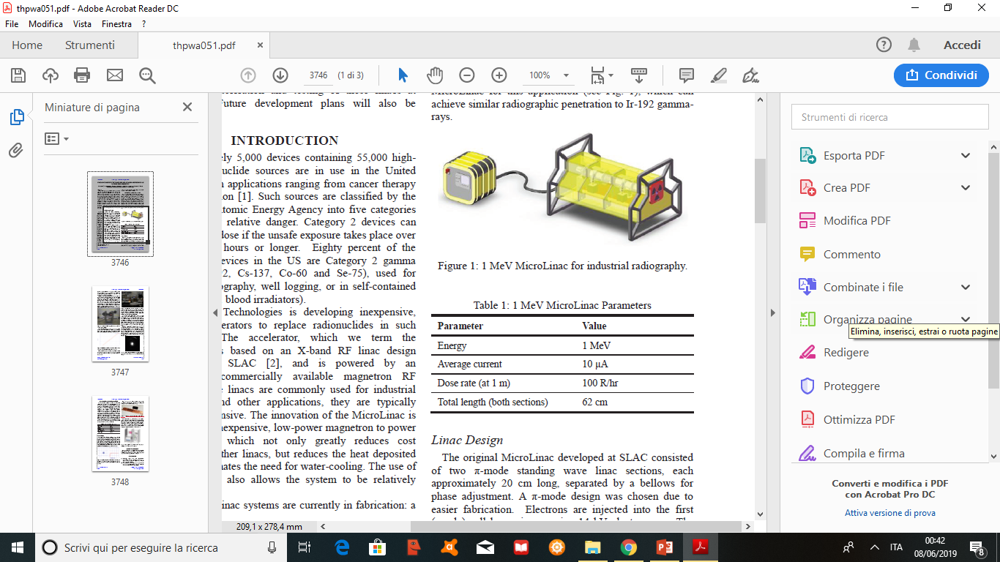 thpwa051.pdf - Adobe Acrobat Reader DC
File Modifica Vista Finestra ?
Home Strumenti thpwa051.pdf × Accedi
3746 (1 di 3) 100% Condividi
Miniature di pagina
3746
3747
3748
future development plans will also be
INTRODUCTION
ely 5,000 devices containing 55,000 high-
uclide sources are in use in the United
n applications ranging from cancer therapy
ion [1]. Such sources are classified by the
tomic Energy Agency into five categories
relative danger. Category 2 devices can
dose if the unsafe exposure takes place over
hours or longer. Eighty percent of the
evices in the US are Category 2 gamma
2, Cs-137, Co-60 and Se-75), used for
ography, well logging, or in self-contained
blood irradiators).
Technologies is developing inexpensive,
erators to replace radionuclides in such
The accelerator, which we term the
s based on an X-band RF linac design
SLAC [2], and is powered by an
commercially available magnetron RF
e linacs are commonly used for industrial
nd other applications, they are typically
nsive. The innovation of the MicroLinac is
nexpensive, low-power magnetron to power
which not only greatly reduces cost
ther linacs, but reduces the heat deposited
nates the need for water-cooling. The use of
also allows the system to be relatively
inac systems are currently in fabrication: a
MicroLinac for this application (see Fig. 1), which can
achieve similar radiographic penetration to Ir-192 gamma-
rays.
Figure 1: 1 MeV MicroLinac for industrial radiography.
Table 1: 1 MeV MicroLinac Parameters
Parameter Value
Energy 1 MeV
Average current 10 µA
Dose rate (at 1 m) 100 R/hr
Total length (both sections) 62 cm
Linac Design
The original MicroLinac developed at SLAC consisted
of two π-mode standing wave linac sections, each
approximately 20 cm long, separated by a bellows for
phase adjustment. A π-mode design was chosen due to
easier fabrication. Electrons are injected into the first
209,1 x 278,4 mm
Strumenti di ricerca
Esporta PDF
Crea PDF
Modifica PDF
Commento
Combinate i file
Organizza pagine
Elimina, inserisci, estrai o ruota pagine
Redigere
Proteggere
Ottimizza PDF
Compila e firma
Converti e modifica i PDF
con Acrobat Pro DC
Attiva versione di prova
Scrivi qui per eseguire la ricerca
ITA
00:42
08/06/2019
8